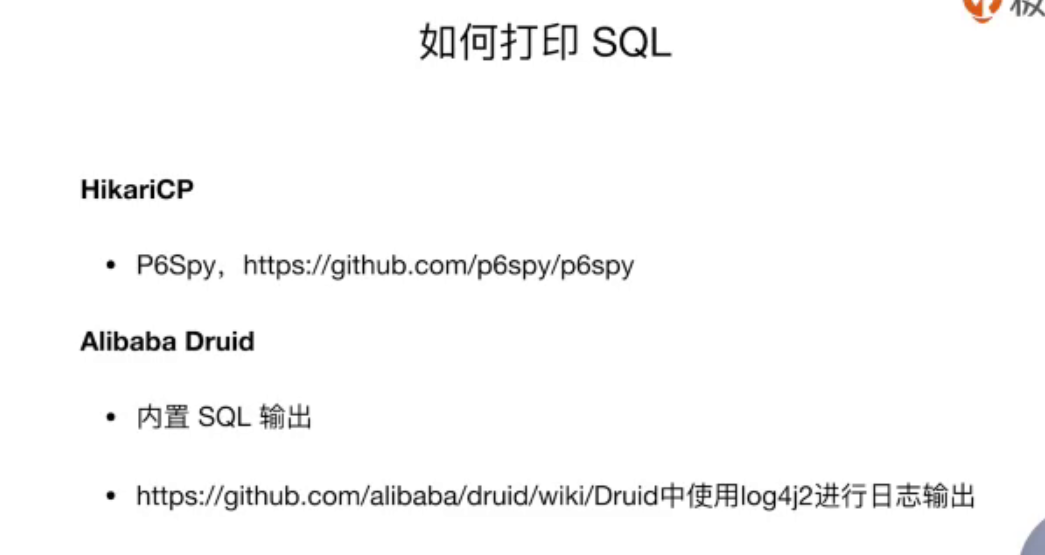 如何打印 SQL
HikariCP
• P6Spy，https://github.com/p6spy/p6spy
Alibaba Druid
• 内置 SQL 输出
• https://github.com/alibaba/druid/wiki/Druid中使用log4j2进行日志输出